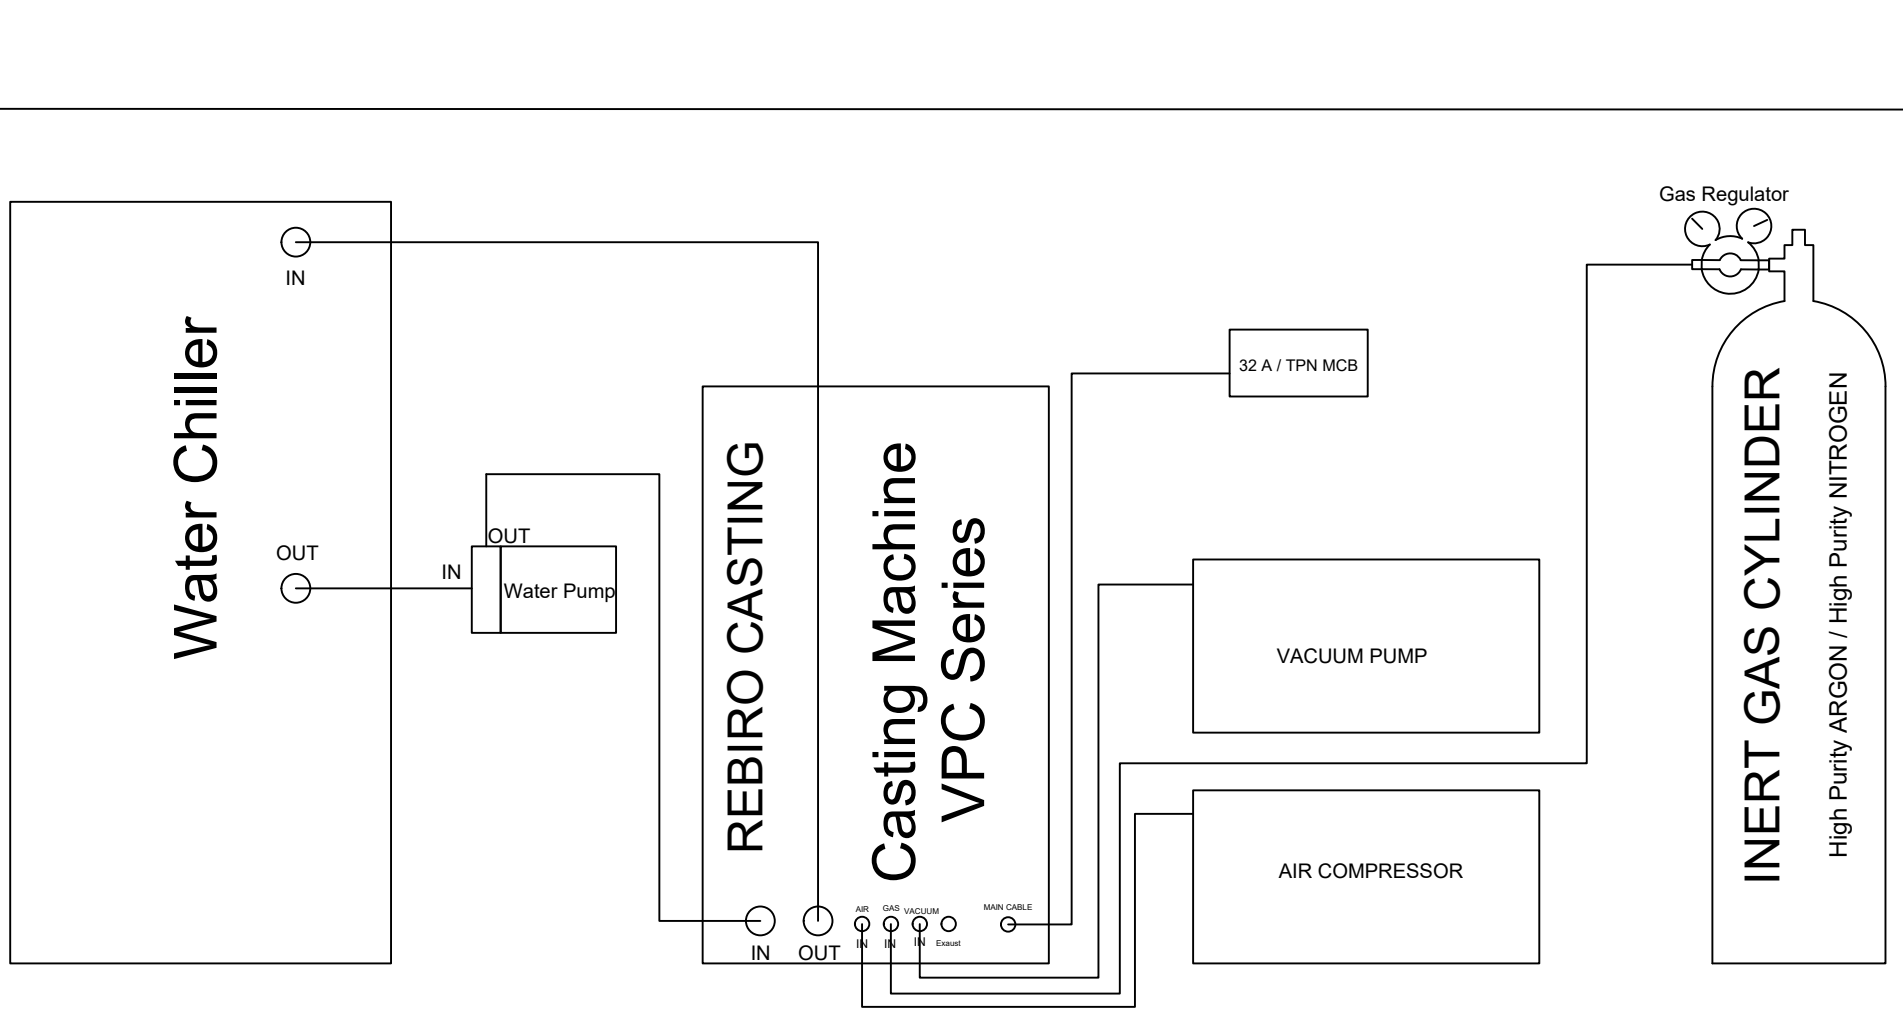 Gas Regulator
IN
Water Chiller
OUT
IN
OUT
Water Pump
32 A / TPN MCB
REBIRO CASTING
Casting Machine
VPC Series
VACUUM PUMP
AIR COMPRESSOR
INERT GAS CYLINDER
High Purity ARGON / High Purity NITROGEN
AIR
GAS
VACUUM
MAIN CABLE
IN
OUT
IN
IN
IN
Exaust